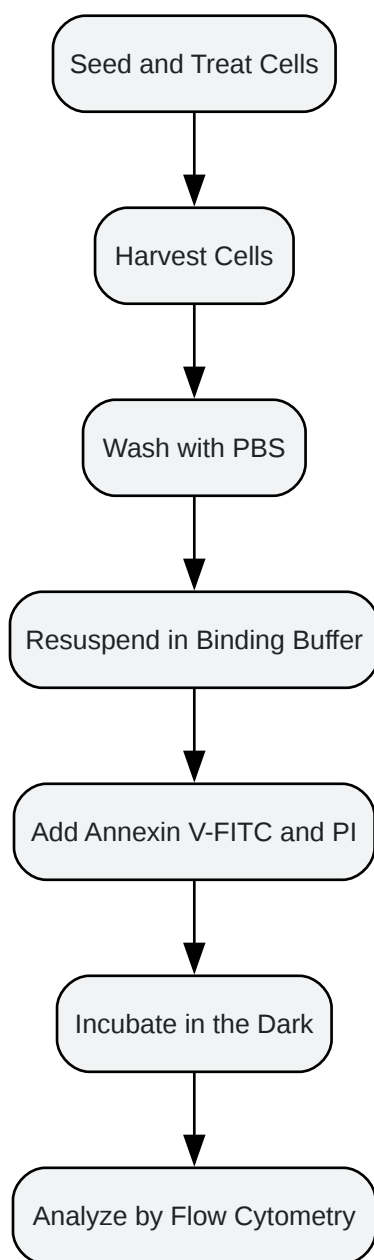 Seed and Treat Cells
Harvest Cells
Wash with PBS
Resuspend in Binding Buffer
Add Annexin V-FITC and PI
Incubate in the Dark
Analyze by Flow Cytometry